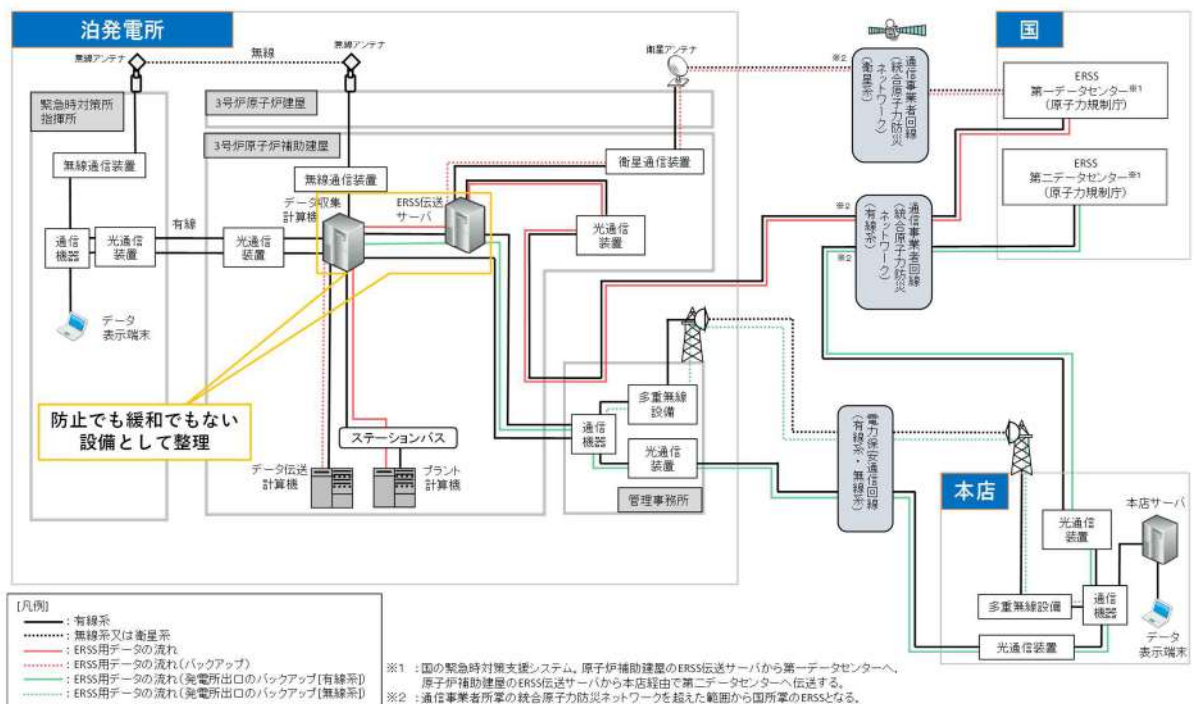 泊発電所
無線アンテナ
無線
無線アンテナ
衛星アンテナ
緊急時対策所
指揮所
3号炉原子炉建屋
3号炉原子炉補助建屋
無線通信装置
無線通信装置
データ収集
計算機
ERSS伝送
サーバ
衛星通信装置
有線
通信
機器
光通信
装置
光通信
装置
光通信
装置
データ
表示端末
防止でも緩和でもない
設備として整理
ステーションバス
データ伝送
計算機
プラント
計算機
多重無線
設備
通信
機器
光通信
装置
管理事務所
※2
通信事業者回線
(統合原子力防災
ネットワーク)
(衛星系)
※2
※2
通信事業者回線
(統合原子力防災
ネットワーク)
(有線系)
電力保安通信回線
(有線系・無線系)
国
ERSS
第一データセンター※1
(原子力規制庁)
ERSS
第二データセンター※1
(原子力規制庁)
本店
本店サーバ
光通信
装置
多重無線設備
通信
機器
光通信装置
データ
表示端末
[凡例]
:有線系
:無線系又は衛星系
:ERSS用データの流れ
:ERSS用データの流れ(バックアップ)
:ERSS用データの流れ(発電所出口のバックアップ[有線系])
:ERSS用データの流れ(発電所出口のバックアップ[無線系])
※1 :国の緊急時対策支援システム。原子炉補助建屋のERSS伝送サーバから第一データセンターへ、
原子炉補助建屋のERSS伝送サーバから本店経由で第二データセンターへ伝送する。
※2 :通信事業者所掌の統合原子力防災ネットワークを超えた範囲から国所掌のERSSとなる。